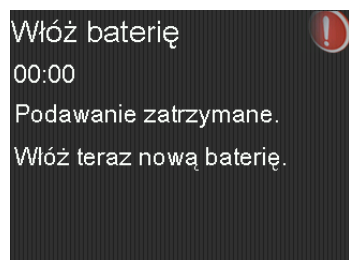 Włóż baterię
00:00
Podawanie zatrzymane.
Włóż teraz nową baterię.